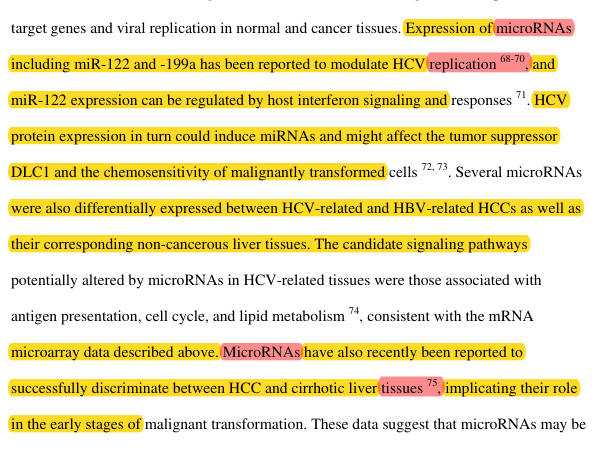 target genes and viral replication in normal and cancer tissues. Expression of microRNAs
including miR-122 and -199a has been reported to modulate HCV replication 68-70, and
miR-122 expression can be regulated by host interferon signaling and responses 71. HCV
protein expression in turn could induce miRNAs and might affect the tumor suppressor
DLC1 and the chemosensitivity of malignantly transformed cells 72, 73. Several microRNAs
were also differentially expressed between HCV-related and HBV-related HCCs as well as
their corresponding non-cancerous liver tissues. The candidate signaling pathways
potentially altered by microRNAs in HCV-related tissues were those associated with
antigen presentation, cell cycle, and lipid metabolism 74, consistent with the mRNA
microarray data described above. MicroRNAs have also recently been reported to
successfully discriminate between HCC and cirrhotic liver tissues 75, implicating their role
in the early stages of malignant transformation. These data suggest that microRNAs may be